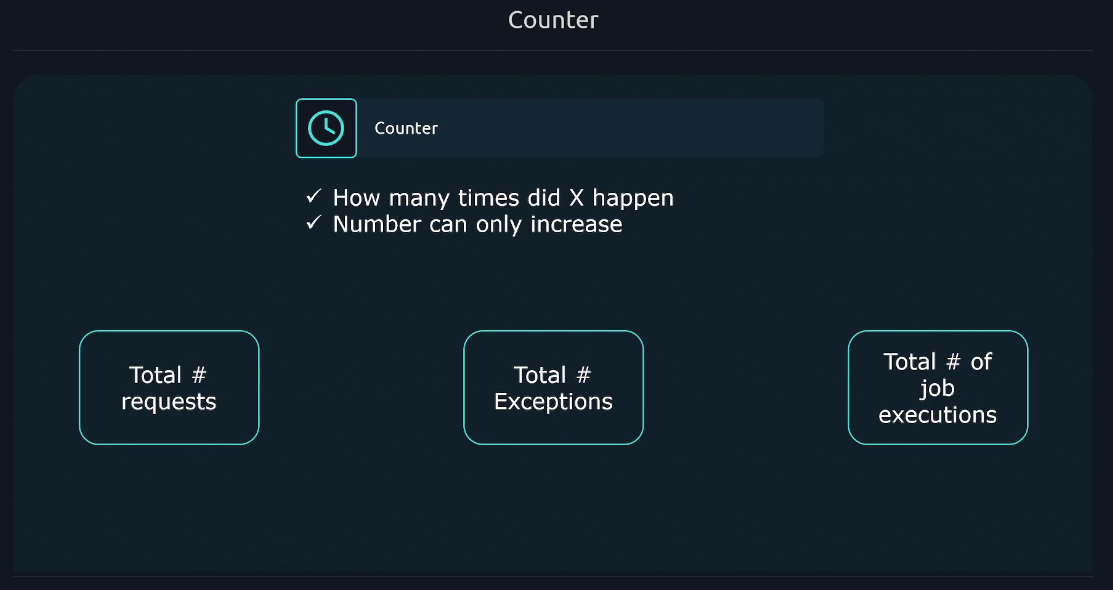 Counter
Counter
✓ How many times did X happen
✓ Number can only increase
Total #
requests
Total #
Exceptions
Total # of
job
executions